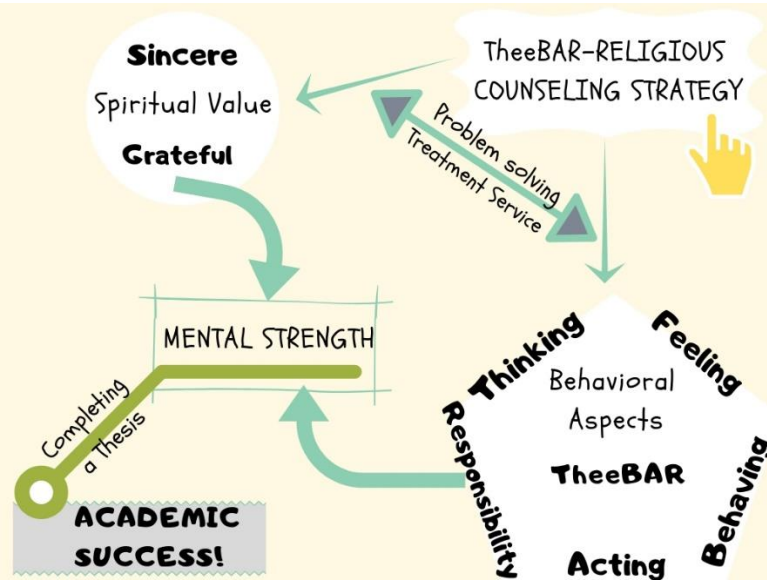 Sincere
Spiritual Value
Grateful
TheeBAR-RELIGIOUS
COUNSELING STRATEGY
Problem solving
Treatment Service
MENTAL STRENGTH
Completing
a Thesis
ACADEMIC
SUCCESS!
Thinking
Feeling
Behavioral
Aspects
TheeBAR
Responsibility
Behaving
Acting